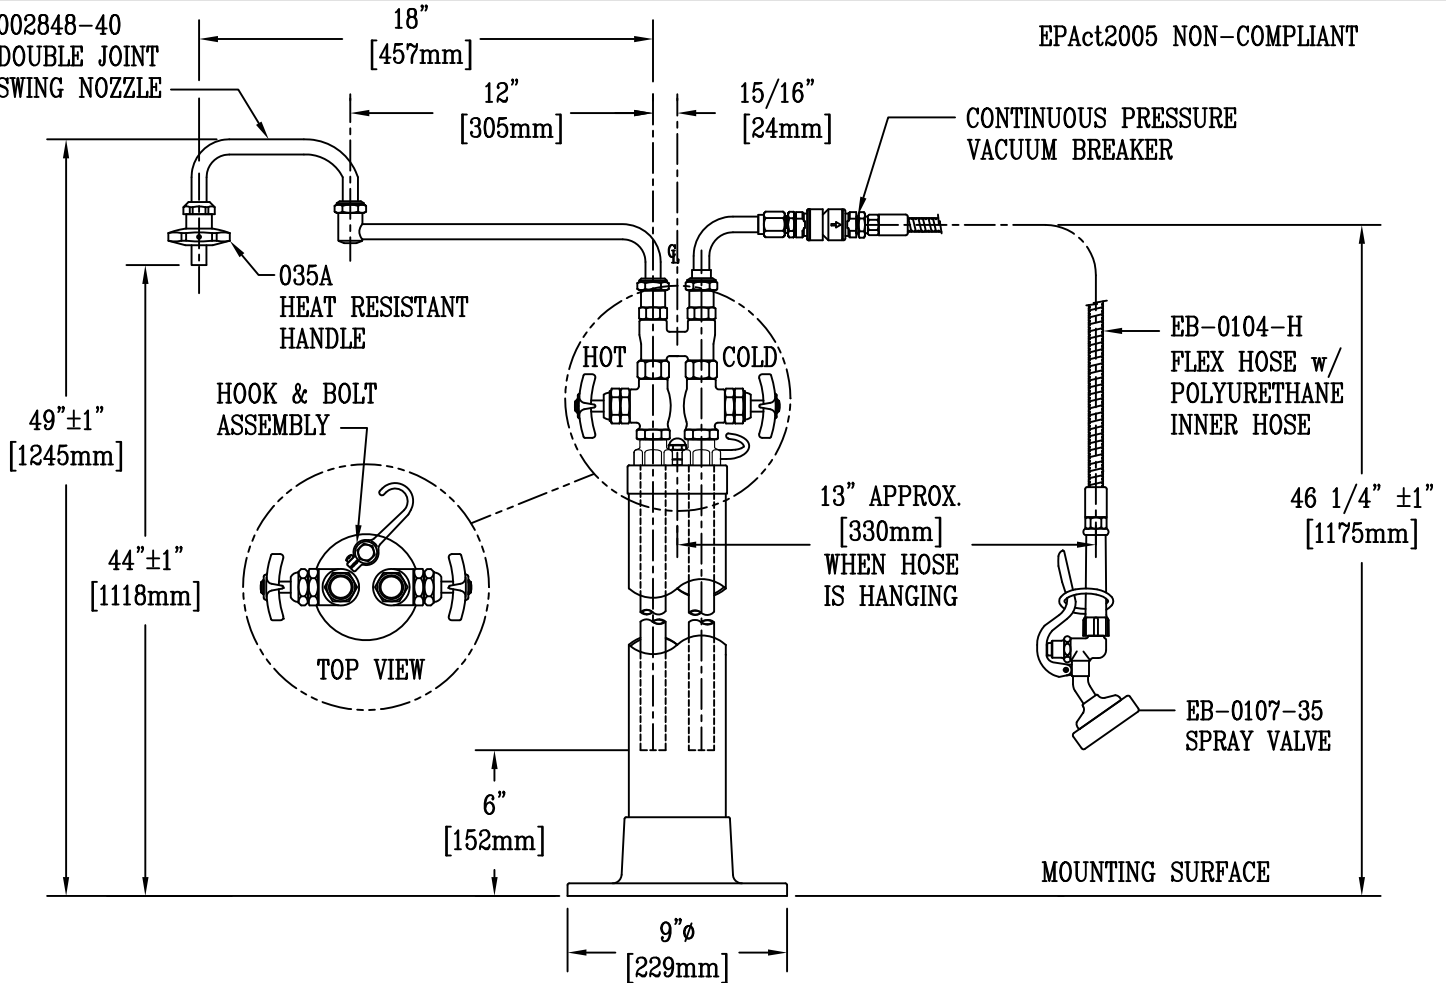 002848-40
DOUBLE JOINT
SWING NOZZLE
18"
[457mm]
EPAct2005 NON-COMPLIANT
12"
[305mm]
15/16"
[24mm]
CONTINUOUS PRESSURE
VACUUM BREAKER
035A
HEAT RESISTANT
HANDLE
CL
HOT
COLD
EB-0104-H
FLEX HOSE w/
POLYURETHANE
INNER HOSE
HOOK & BOLT
ASSEMBLY
49"±1"
[1245mm]
44"±1"
[1118mm]
13" APPROX.
[330mm]
WHEN HOSE
IS HANGING
46 1/4" ±1"
[1175mm]
TOP VIEW
EB-0107-35
SPRAY VALVE
6"
[152mm]
MOUNTING SURFACE
9"ø
[229mm]